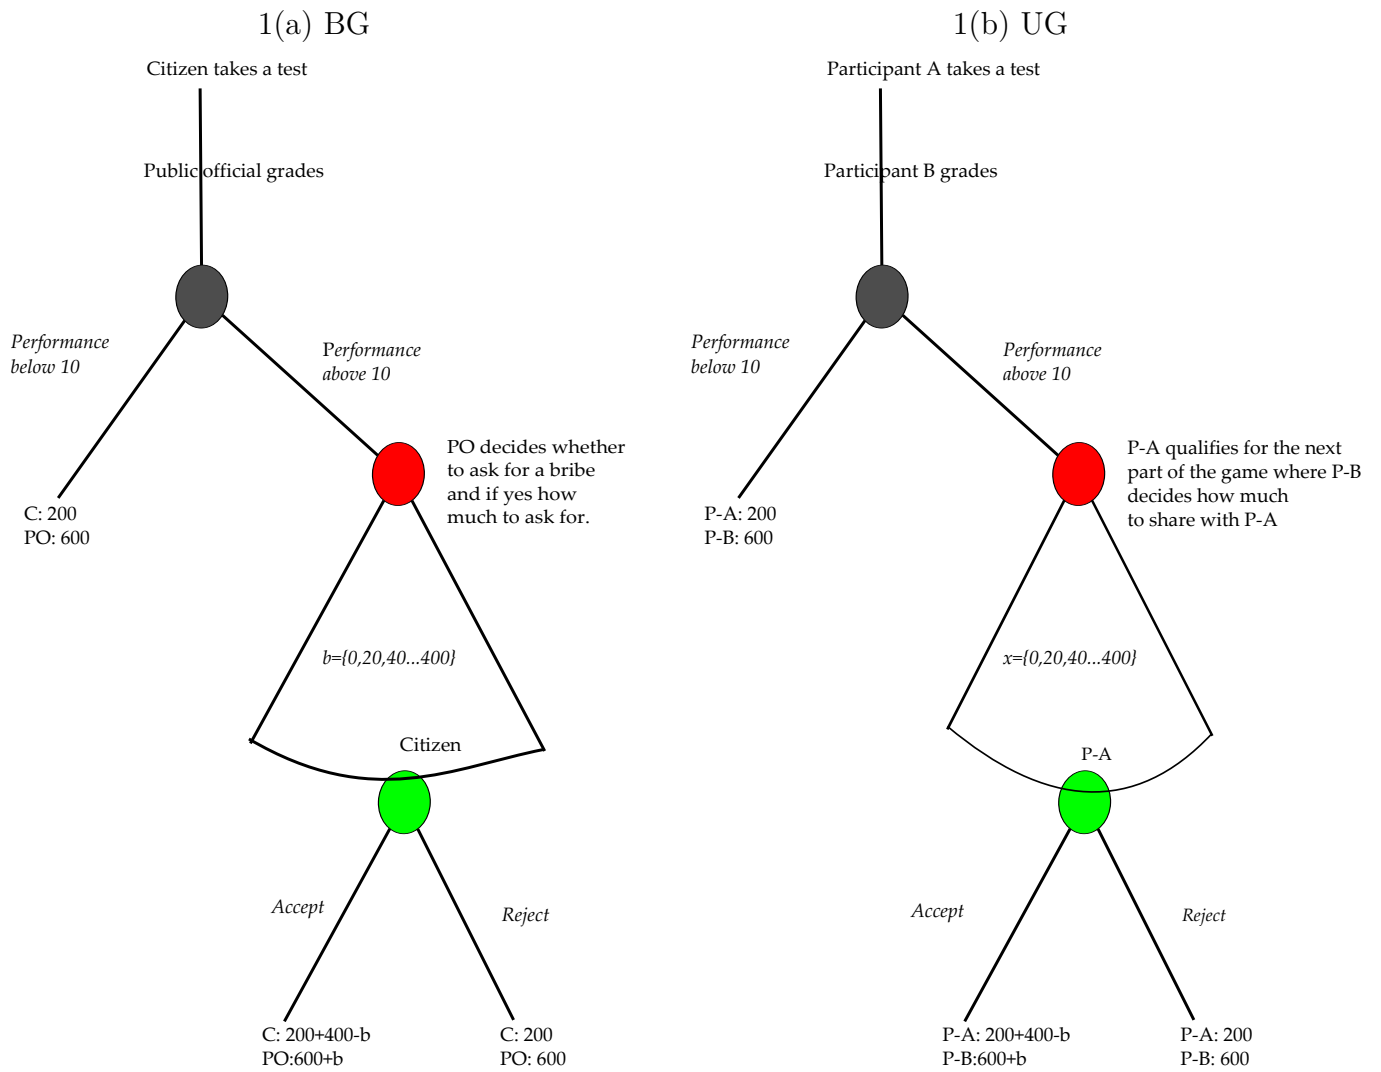 1(a) BG
Citizen takes a test
Public official grades
Performance
below 10
Performance
above 10
PO decides whether
to ask for a bribe
and if yes how
much to ask for.
C: 200
PO: 600
b={0,20,40...400}
Citizen
Accept
Reject
C: 200+400-b
PO:600+b
C: 200
PO: 600
1(b) UG
Participant A takes a test
Participant B grades
Performance
below 10
Performance
above 10
P-A qualifies for the next
part of the game where P-B
decides how much
to share with P-A
P-A: 200
P-B: 600
x={0,20,40...400}
P-A
Accept
Reject
P-A: 200+400-b
P-B:600+b
P-A: 200
P-B: 600